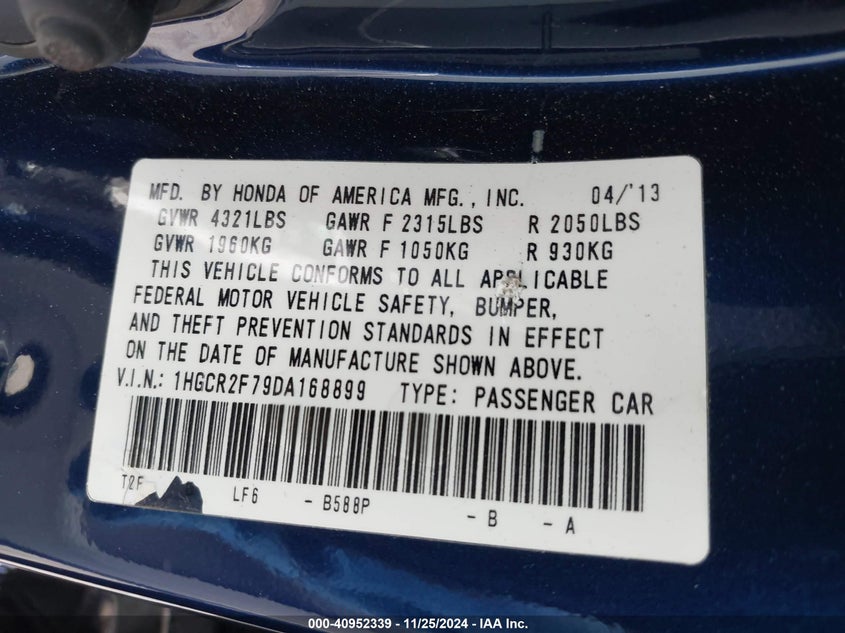 MFD. BY HONDA OF AMERICA MFG., INC. 04/'13
GVWR 4321LBS GAWR F 2315LBS R 2050LBS
GVWR 1960KG GAWR F 1050KG R 930KG
THIS VEHICLE CONFORMS TO ALL APPLICABLE
FEDERAL MOTOR VEHICLE SAFETY, BUMPER,
AND THEFT PREVENTION STANDARDS IN EFFECT
ON THE DATE OF MANUFACTURE SHOWN ABOVE.
V.I.N.: 1HGCR2F79DA168899 TYPE: PASSENGER CAR
T2F LF6 - B588P - B - A
000-40952339 - 11/25/2024 - IAA Inc.